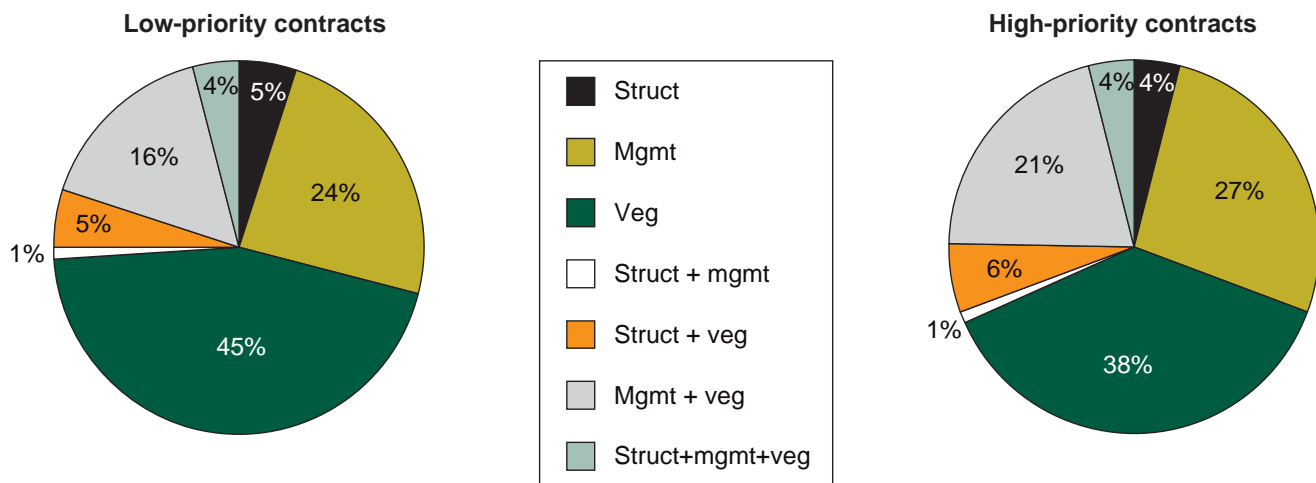 Low-priority contracts
4%
5%
16%
24%
5%
1%
45%
Struct
Mgmt
Veg
Struct + mgmt
Struct + veg
Mgmt + veg
Struct+mgmt+veg
High-priority contracts
4%
4%
21%
27%
6%
1%
38%